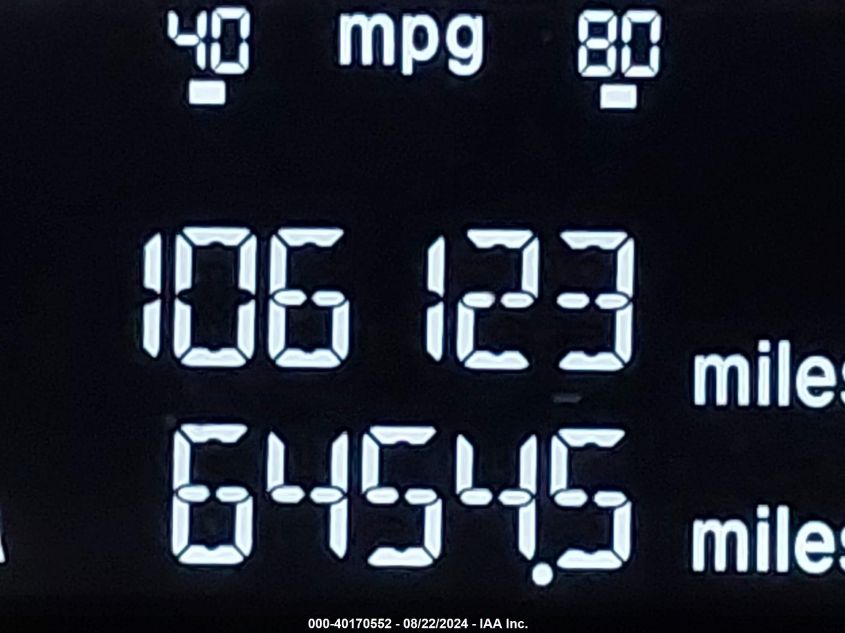 40 mpg 80
106 123
miles
6454.5 miles
000-40170552 - 08/22/2024 - IAA Inc.